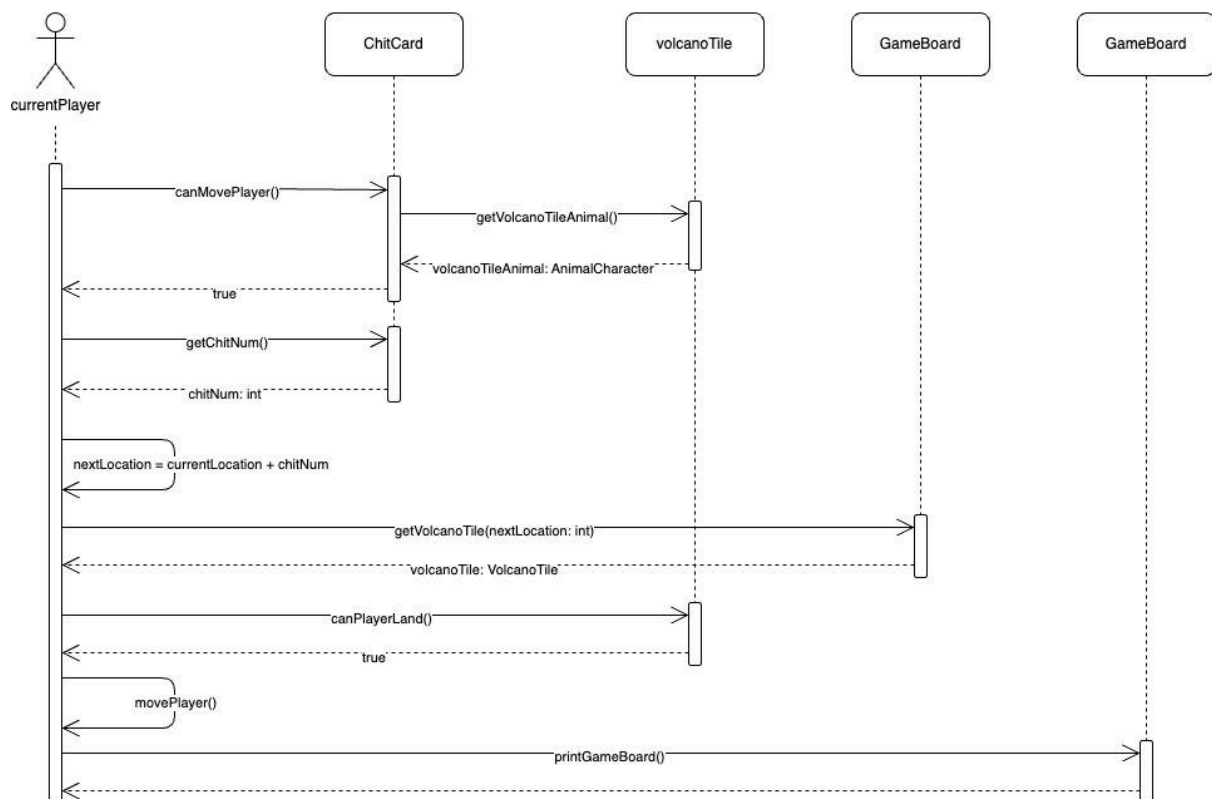 ChitCard
volcanoTile
GameBoard
GameBoard
currentPlayer
canMovePlayer()
getVolcanoTileAnimal()
volcanoTileAnimal: AnimalCharacter
true
getChitNum()
chitNum: int
nextLocation = currentLocation + chitNum
getVolcanoTile(nextLocation: int)
volcanoTile: VolcanoTile
canPlayerLand()
true
movePlayer()
printGameBoard()